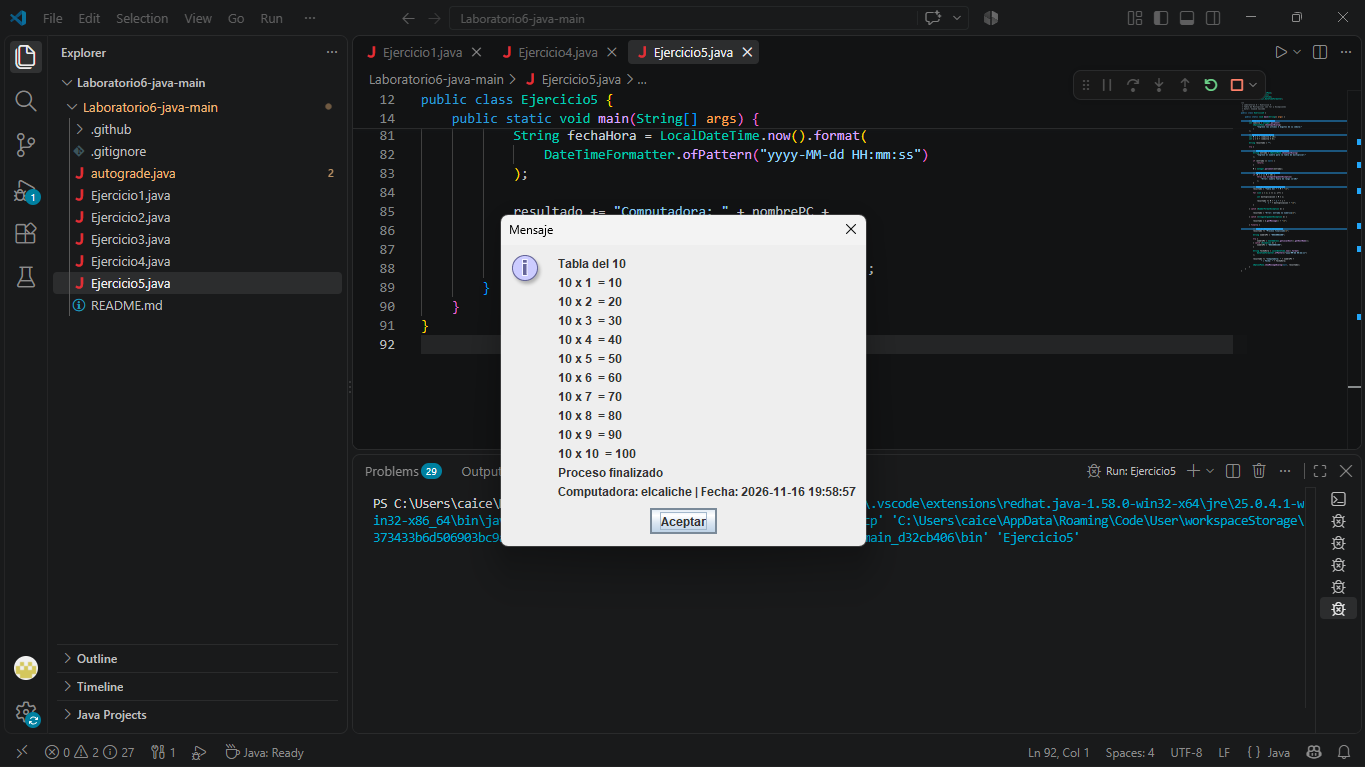 File Edit Selection View Go Run ···
Laboratorio6-java-main
Explorer
Laboratorio6-java-main
Laboratorio6-java-main
.github
.gitignore
autograde.java 2
Ejercicio1.java
Ejercicio2.java
Ejercicio3.java
Ejercicio4.java
Ejercicio5.java
README.md
Outline
Timeline
Java Projects
1
Ejercicio1.java Ejercicio4.java Ejercicio5.java
Laboratorio6-java-main > Ejercicio5.java > ...
12 public class Ejercicio5 {
14 public static void main(String[] args) {
81 String fechaHora = LocalDateTime.now().format(
82 DateTimeFormatter.ofPattern("yyyy-MM-dd HH:mm:ss")
83 );
84
85 resultado += "Computadora: " + nombrePC +
86
87
88 ;
89 }
90 }
91 }
92
Mensaje
Tabla del 10
10 x 1 = 10
10 x 2 = 20
10 x 3 = 30
10 x 4 = 40
10 x 5 = 50
10 x 6 = 60
10 x 7 = 70
10 x 8 = 80
10 x 9 = 90
10 x 10 = 100
Proceso finalizado
Computadora: elcaliche | Fecha: 2026-11-16 19:58:57
Aceptar
Problems 29 Output
Run: Ejercicio5
PS C:\Users\caice\ \.vscode\extensions\redhat.java-1.58.0-win32-x64\jre\25.0.4.1-w
in32-x86_64\bin\ja cp' 'C:\Users\caice\AppData\Roaming\Code\User\workspaceStorage\
373433b6d506903bc9 main_d32cb406\bin' 'Ejercicio5'
0 2 27 1 Java: Ready
Ln 92, Col 1 Spaces: 4 UTF-8 LF { } Java